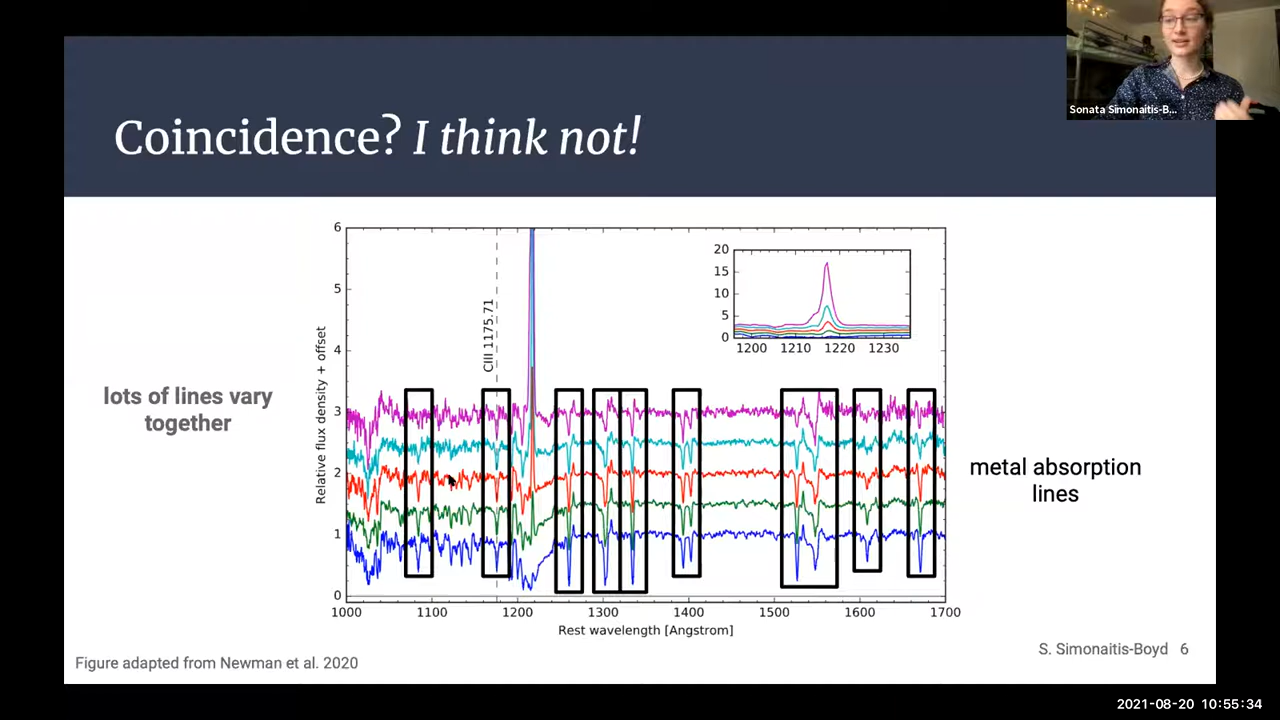 Sonata Simonaitis-B...
Coincidence? I think not!
lots of lines vary
together
Relative flux density + offset
6
5
4
3
2
1
0
CIII 1175.71
20
15
10
5
0
1200 1210 1220 1230
1000 1100 1200 1300 1400 1500 1600 1700
Rest wavelength [Angstrom]
metal absorption
lines
Figure adapted from Newman et al. 2020
S. Simonaitis-Boyd 6
2021-08-20 10:55:34